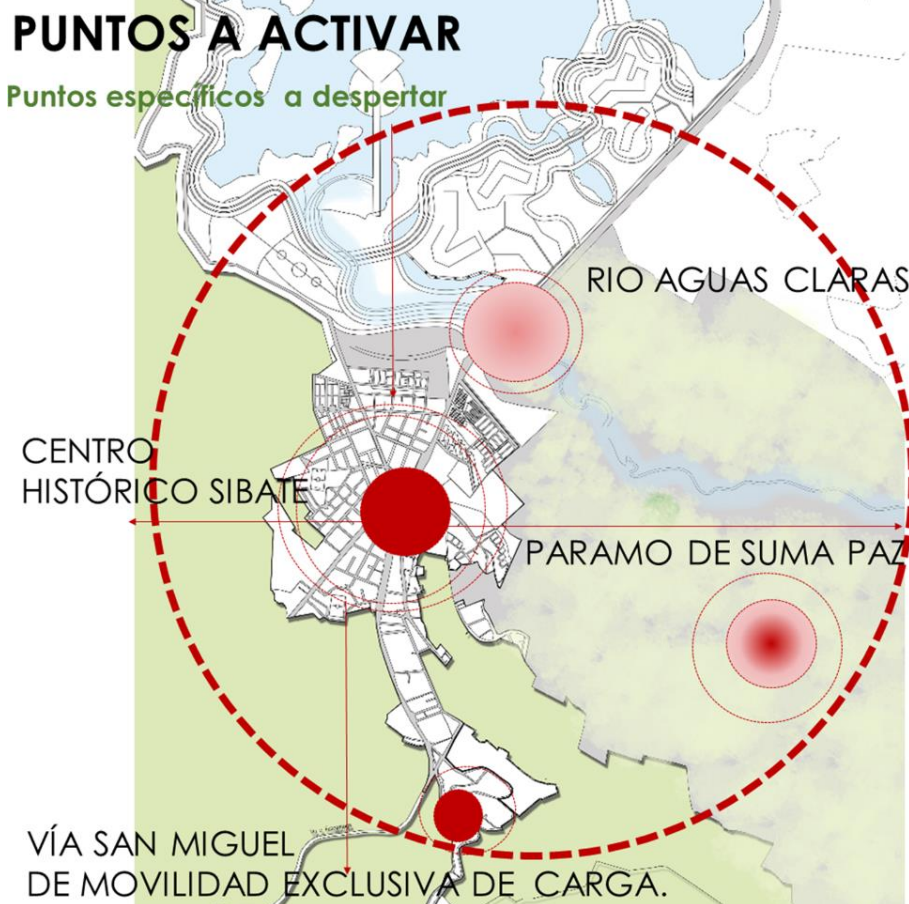 PUNTOS A ACTIVAR
Puntos específicos a despertar
RIO AGUAS CLARAS
CENTRO
HISTÓRICO SIBATE
PARAMO DE SUMA PAZ
VÍA SAN MIGUEL
DE MOVILIDAD EXCLUSIVA DE CARGA.